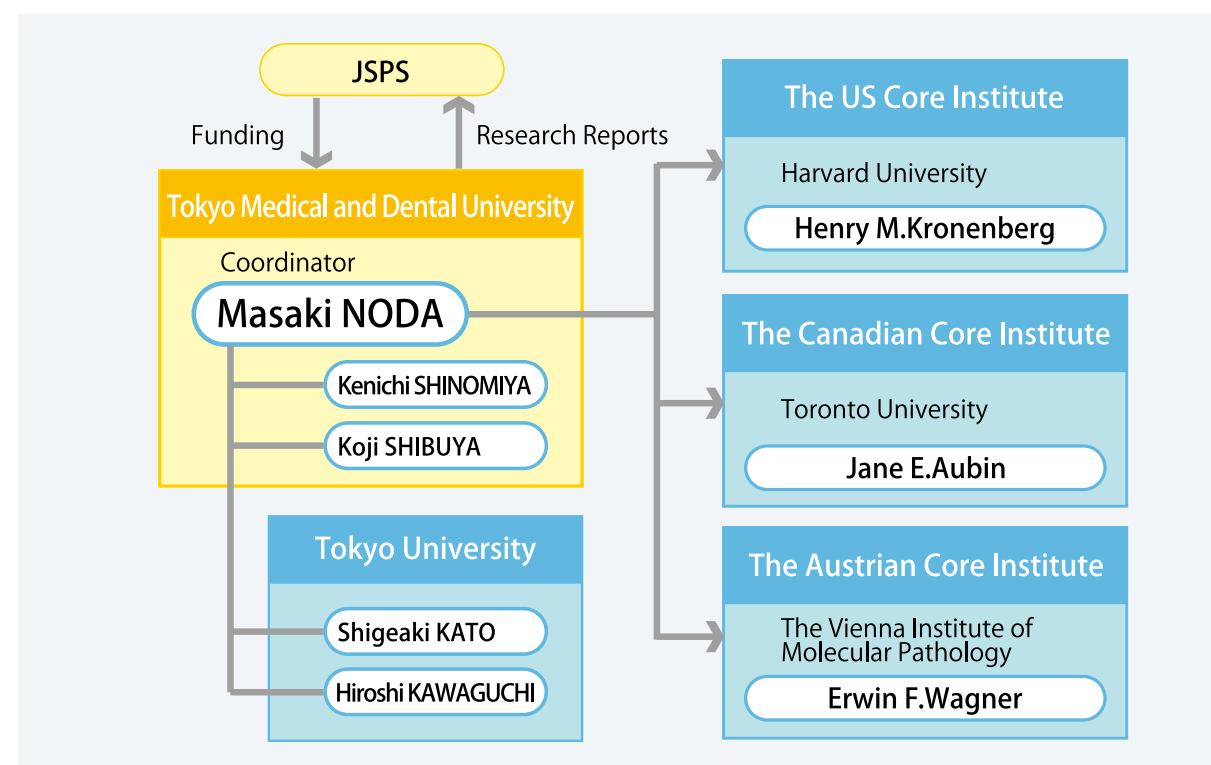 JSPS
Funding
Research Reports
Tokyo Medical and Dental University
Coordinator
Masaki NODA
Kenichi SHINOMIYA
Koji SHIBUYA
Tokyo University
Shigeaki KATO
Hiroshi KAWAGUCHI
The US Core Institute
Harvard University
Henry M.Kronenberg
The Canadian Core Institute
Toronto University
Jane E.Aubin
The Austrian Core Institute
The Vienna Institute of
Molecular Pathology
Erwin F.Wagner